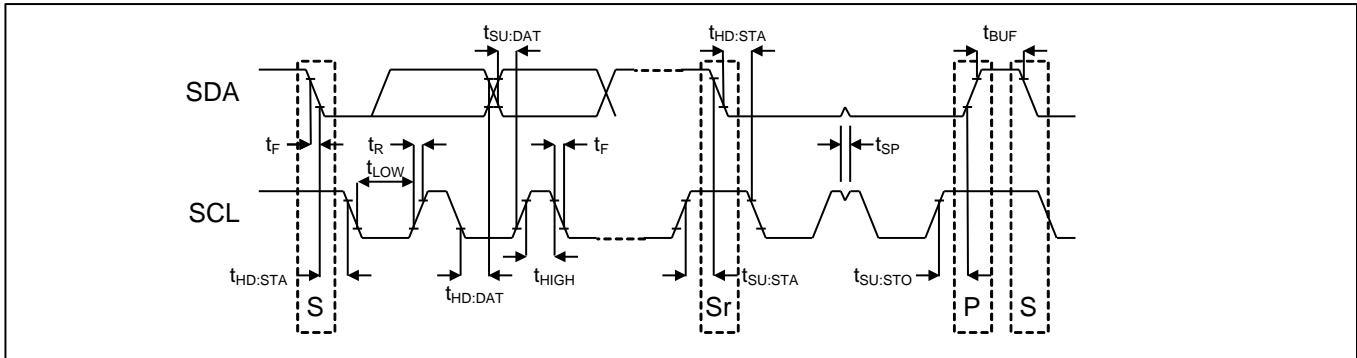 tSU:DAT
tHD:STA
tBUF
SDA
tF
tR
tF
tSP
tLOW
SCL
tHD:STA
tHD:DAT
tHIGH
tSU:STA
tSU:STO
S
Sr
P
S